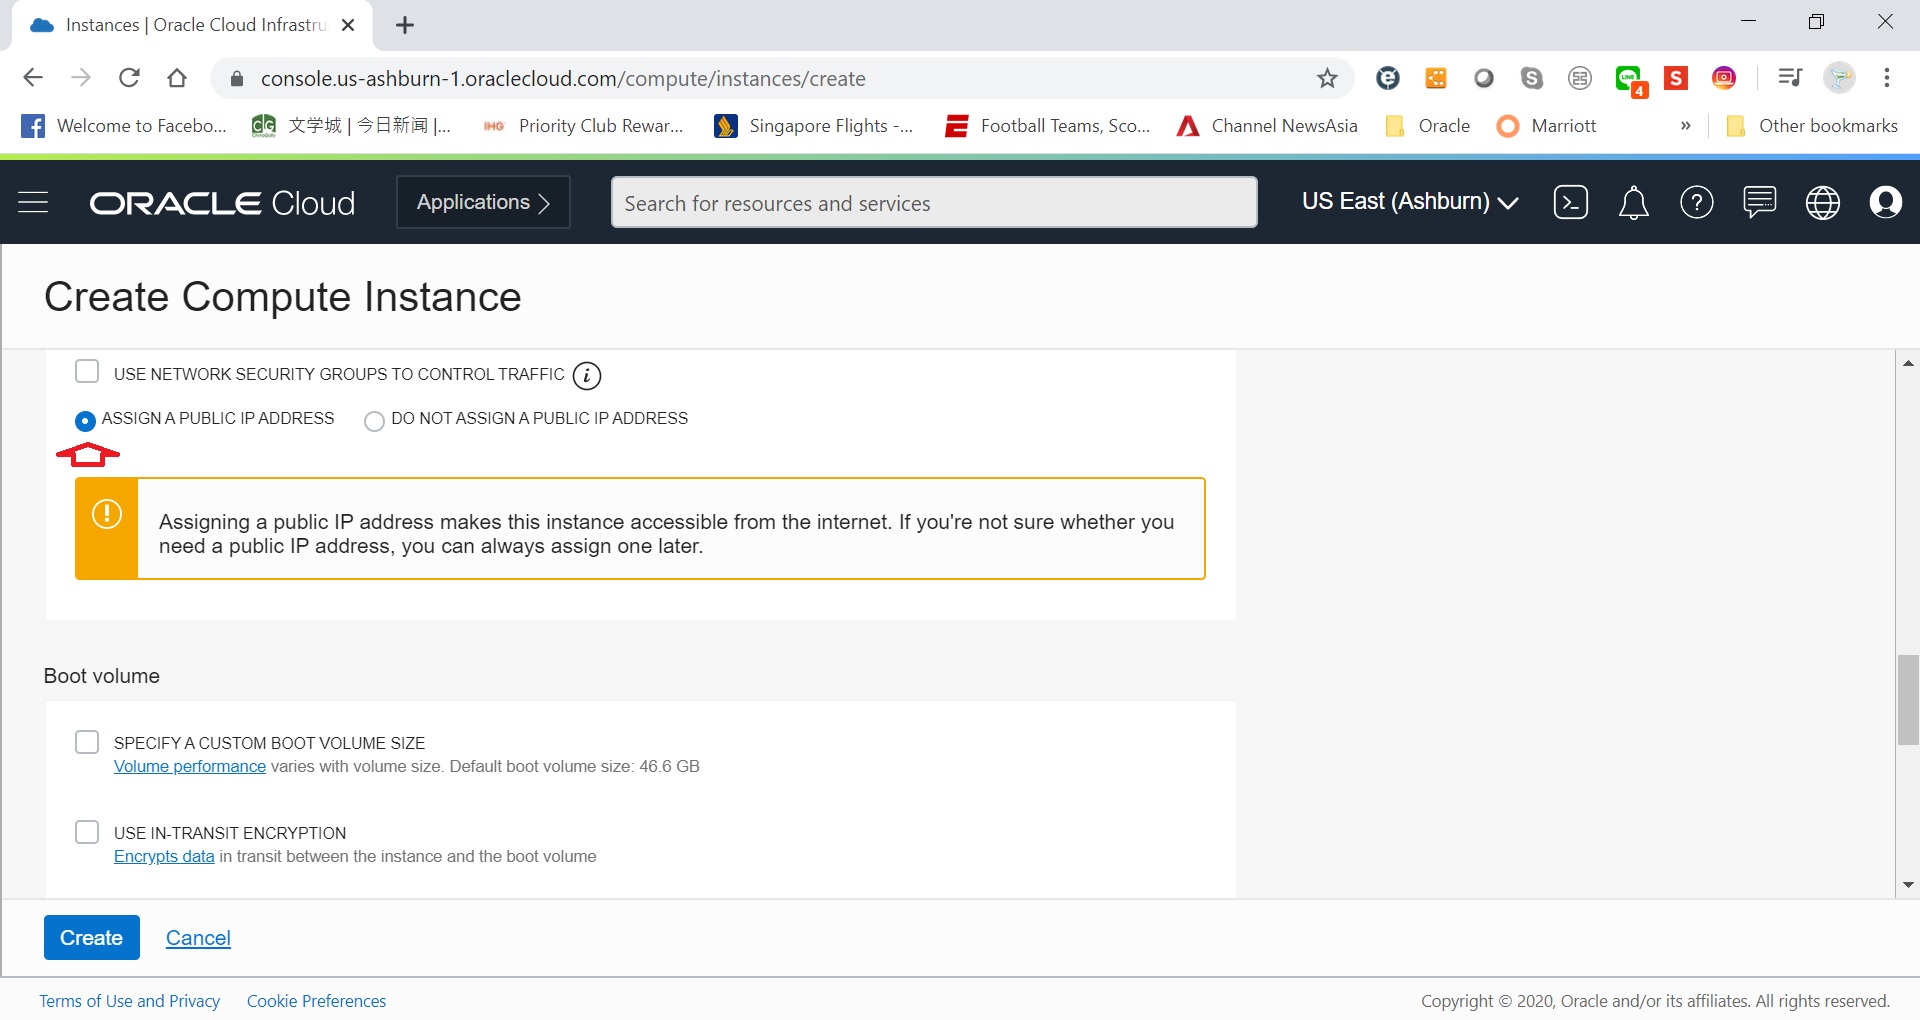 Instances | Oracle Cloud Infrastru
console.us-ashburn-1.oraclecloud.com/compute/instances/create
4
S
Welcome to Facebo...
CG
文学城 | 今日新闻 |...
IHG
Priority Club Rewar...
Singapore Flights -...
Football Teams, Sco...
Channel NewsAsia
Oracle
Marriott
»
Other bookmarks
ORACLE Cloud
Applications
Search for resources and services
US East (Ashburn)
Create Compute Instance
USE NETWORK SECURITY GROUPS TO CONTROL TRAFFIC i
ASSIGN A PUBLIC IP ADDRESS
DO NOT ASSIGN A PUBLIC IP ADDRESS
Assigning a public IP address makes this instance accessible from the internet. If you're not sure whether you
need a public IP address, you can always assign one later.
Boot volume
SPECIFY A CUSTOM BOOT VOLUME SIZE
Volume performance varies with volume size. Default boot volume size: 46.6 GB
USE IN-TRANSIT ENCRYPTION
Encrypts data in transit between the instance and the boot volume
Create
Cancel
Terms of Use and Privacy
Cookie Preferences
Copyright © 2020, Oracle and/or its affiliates. All rights reserved.